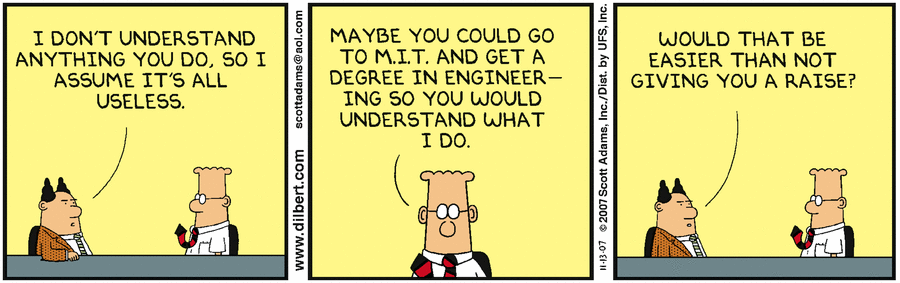 I DON'T UNDERSTAND
ANYTHING YOU DO, SO I
ASSUME IT'S ALL
USELESS.
www.dilbert.com scottadams@aol.com
MAYBE YOU COULD GO
TO M.I.T. AND GET A
DEGREE IN ENGINEER-
ING SO YOU WOULD
UNDERSTAND WHAT
I DO.
11-13-07 © 2007 Scott Adams, Inc./Dist. by UFS, Inc.
WOULD THAT BE
EASIER THAN NOT
GIVING YOU A RAISE?